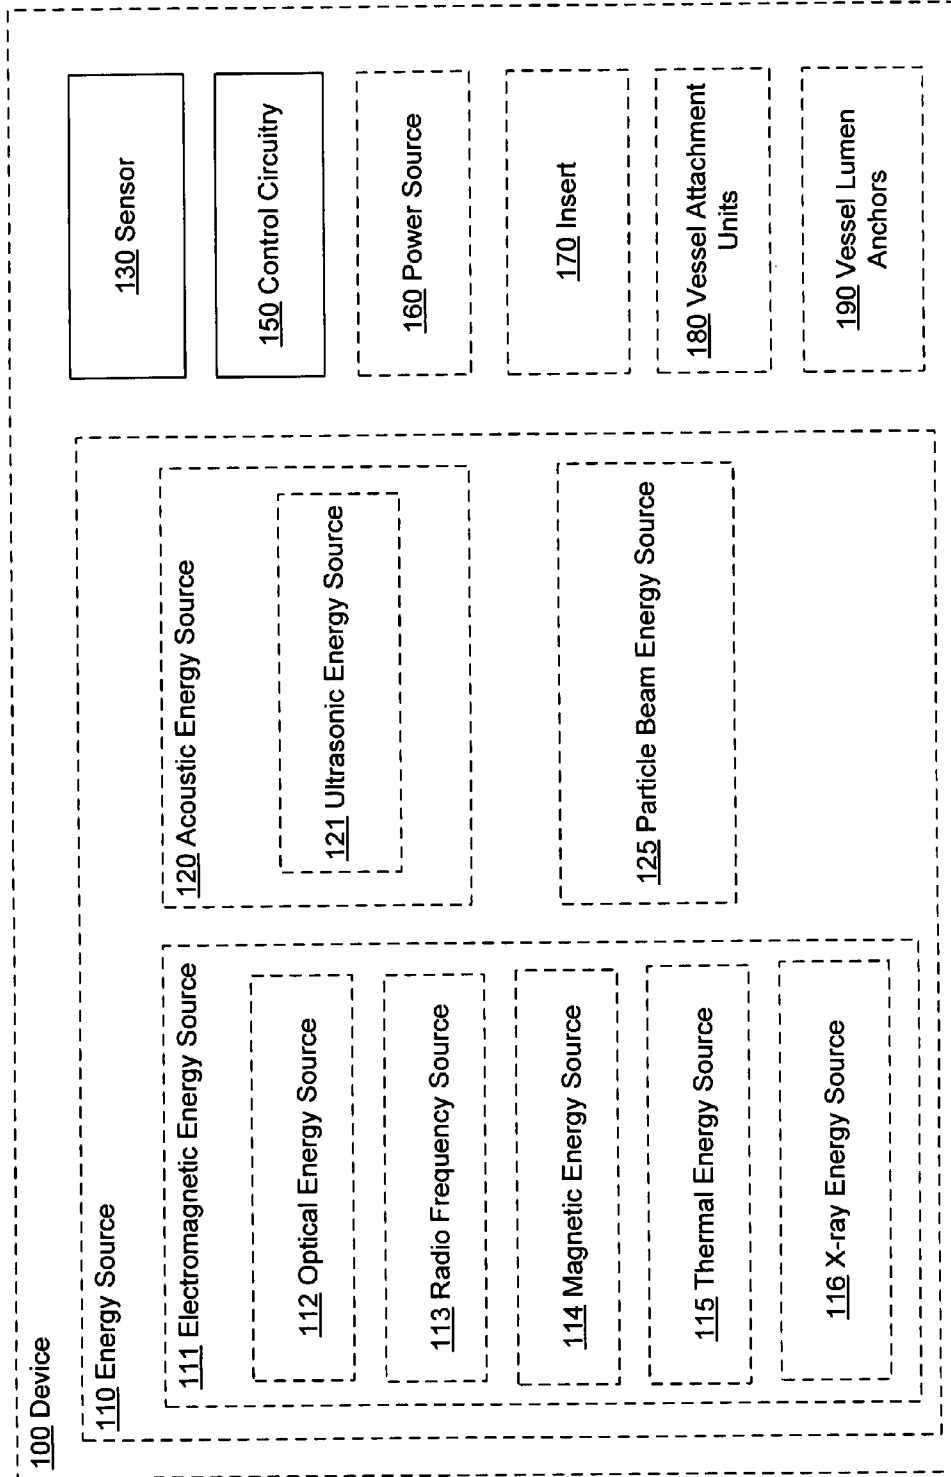 100 Device
110 Energy Source
111 Electromagnetic Energy Source
112 Optical Energy Source
113 Radio Frequency Source
114 Magnetic Energy Source
115 Thermal Energy Source
116 X-ray Energy Source
120 Acoustic Energy Source
121 Ultrasonic Energy Source
125 Particle Beam Energy Source
130 Sensor
150 Control Circuitry
160 Power Source
170 Insert
180 Vessel Attachment
Units
190 Vessel Lumen
Anchors